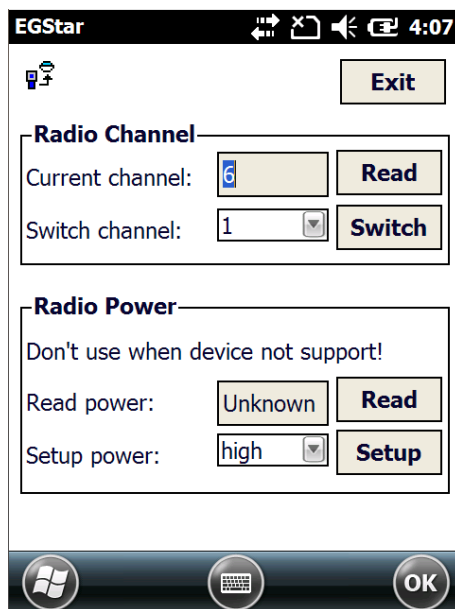 EGStar 4:07
Exit
Radio Channel
Current channel: 6 Read
Switch channel: 1 Switch
Radio Power
Don't use when device not support!
Read power: Unknown Read
Setup power: high Setup
OK